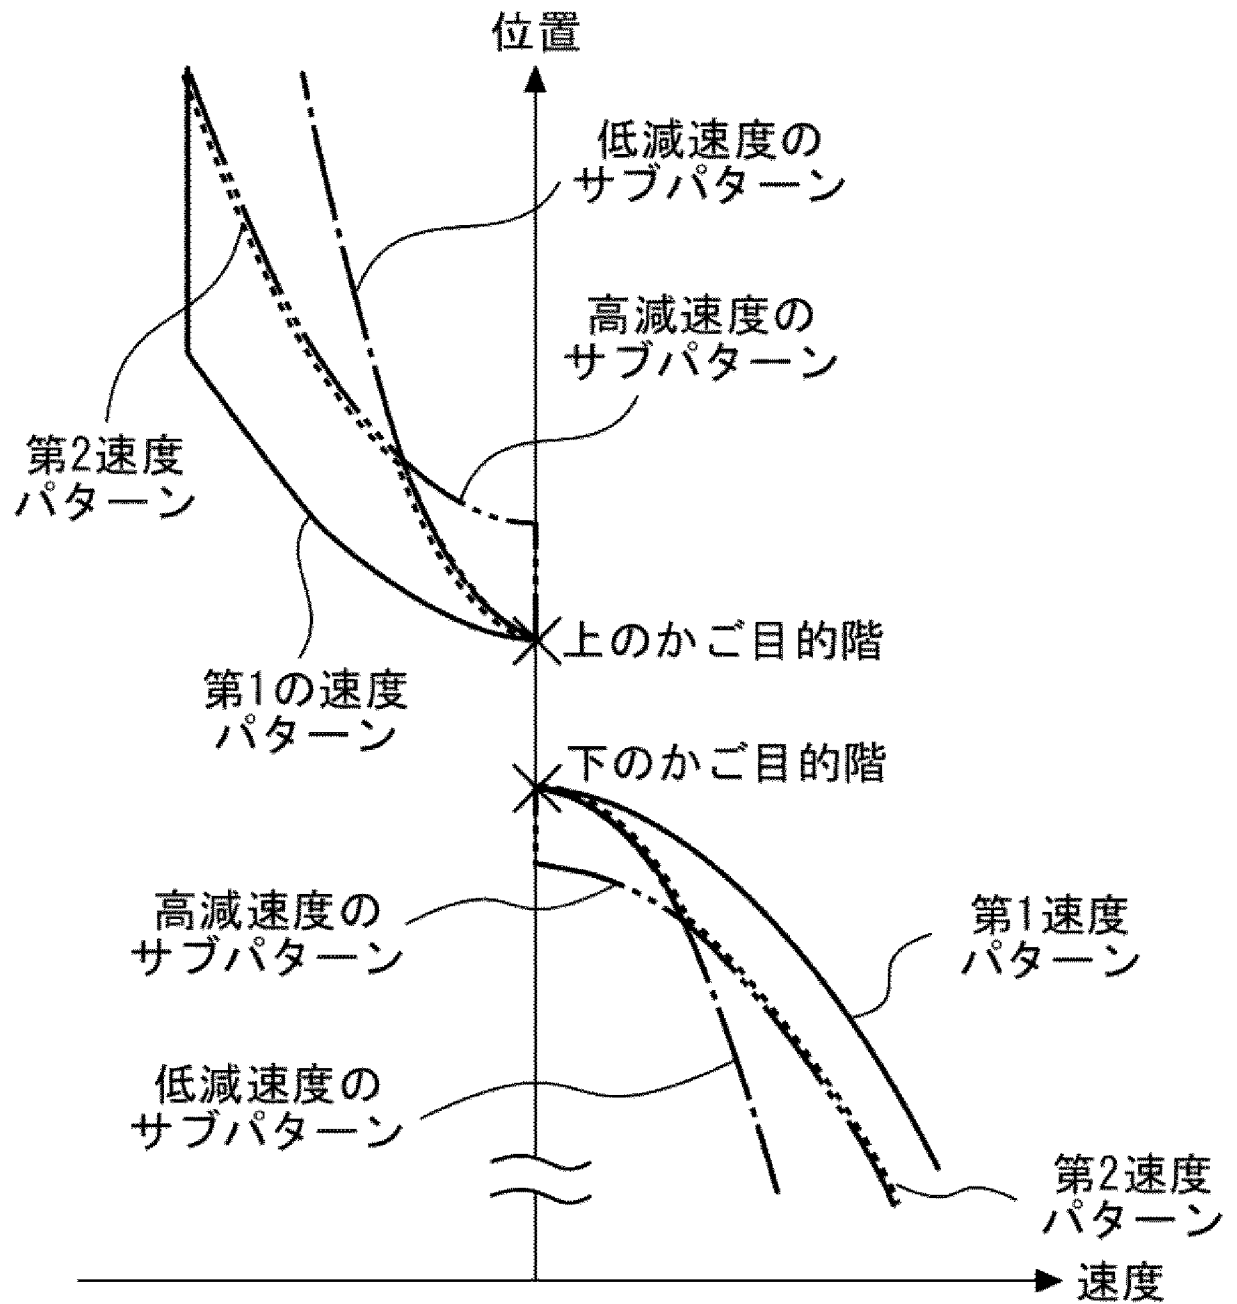 位置
低減速度の
サブパターン
高減速度の
サブパターン
第2速度
パターン
上のかご目的階
第1の速度
パターン
下のかご目的階
高減速度の
サブパターン
第1速度
パターン
低減速度の
サブパターン
第2速度
パターン
速度